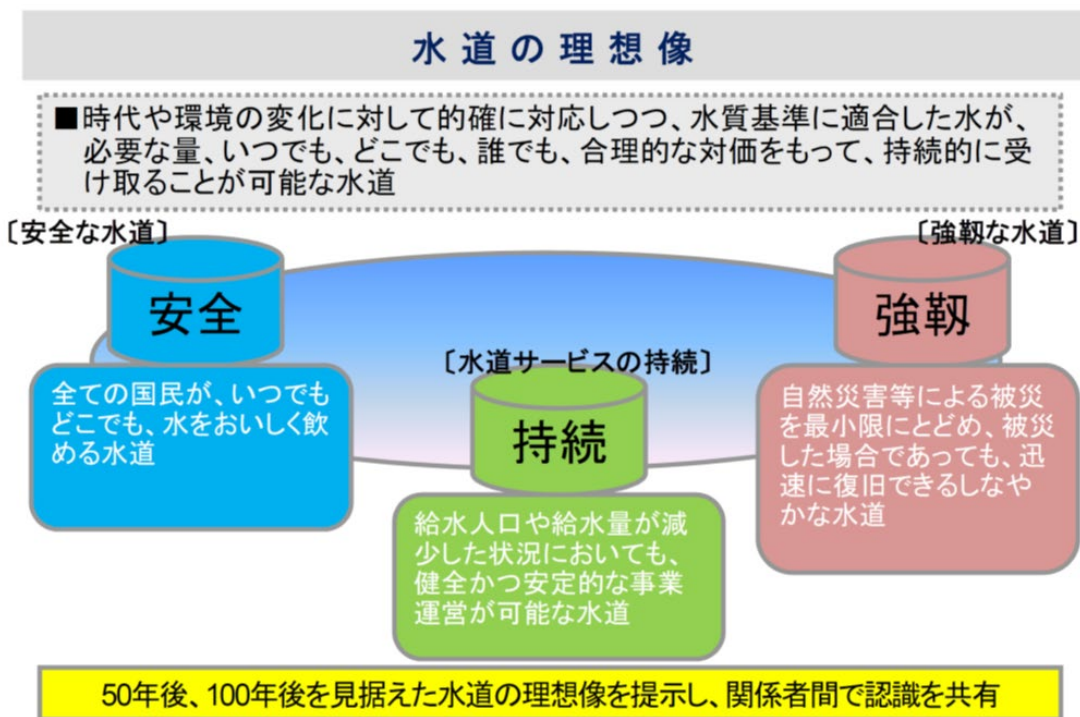 水道の理想像
■時代や環境の変化に対して的確に対応しつつ、水質基準に適合した水が、
必要な量、いつでも、どこでも、誰でも、合理的な対価をもって、持続的に受
け取ることが可能な水道
〔安全な水道〕
安全
全ての国民が、いつでも
どこでも、水をおいしく飲
める水道
〔水道サービスの持続〕
持続
給水人口や給水量が減
少した状況においても、
健全かつ安定的な事業
運営が可能な水道
〔強靭な水道〕
強靭
自然災害等による被災
を最小限にとどめ、被災
した場合であっても、迅
速に復旧できるしなや
かな水道
50年後、100年後を見据えた水道の理想像を提示し、関係者間で認識を共有